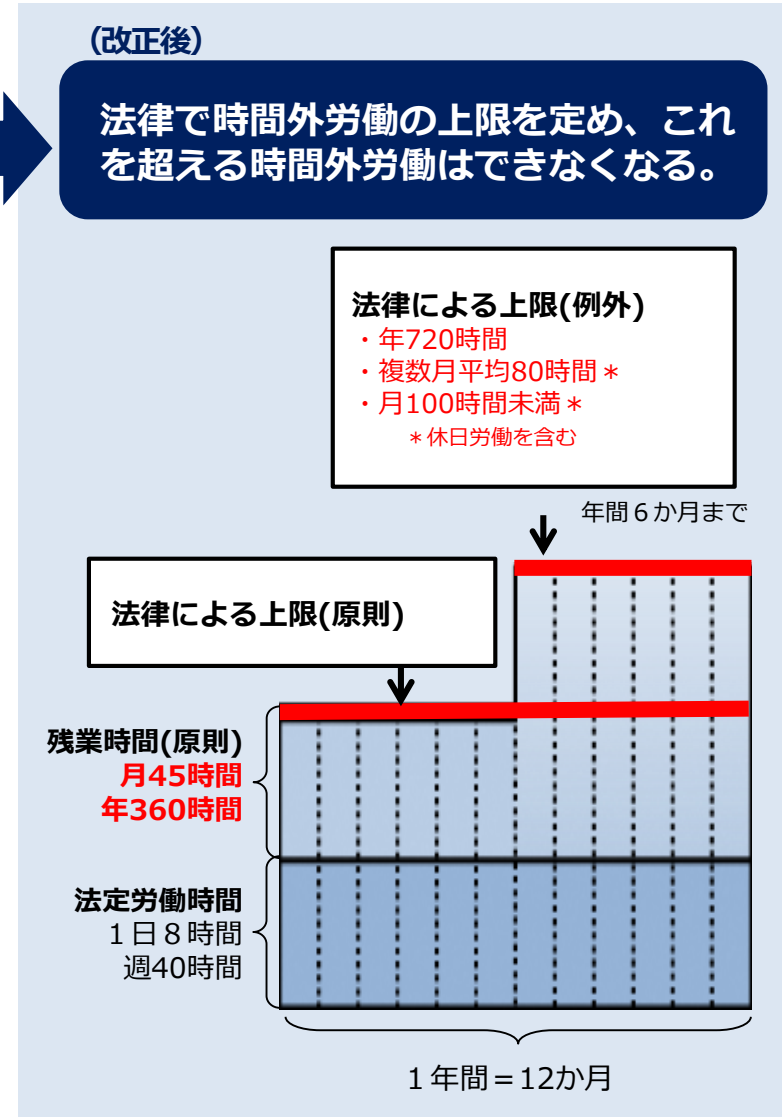 （改正後）
法律で時間外労働の上限を定め、これ
を超える時間外労働はできなくなる。
法律による上限(例外)
・年720時間
・複数月平均80時間＊
・月100時間未満＊
＊休日労働を含む
年間６か月まで
法律による上限(原則)
残業時間(原則)
月45時間
年360時間
法定労働時間
１日８時間
週40時間
１年間＝12か月